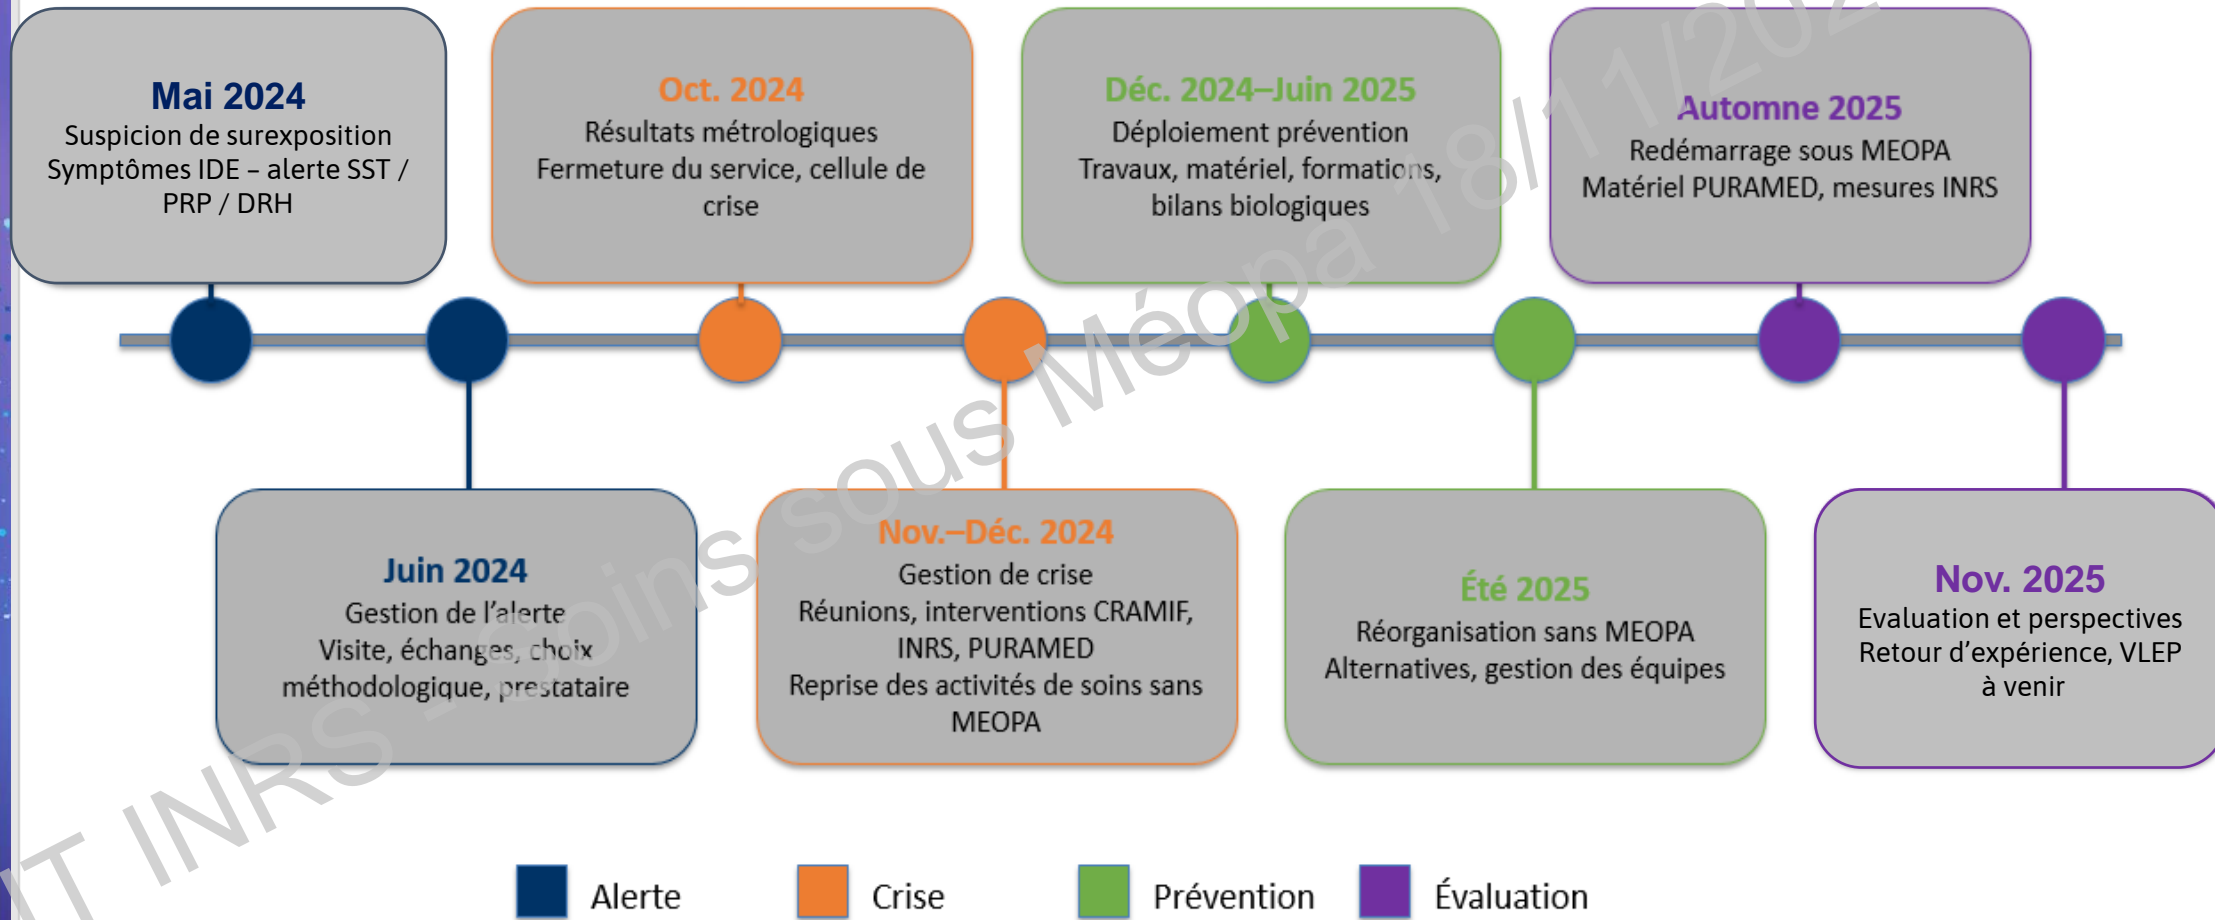 Mai 2024
Suspicion de surexposition
Symptômes IDE – alerte SST /
PRP / DRH
Oct. 2024
Résultats métrologiques
Fermeture du service, cellule de
crise
Déc. 2024–Juin 2025
Déploiement prévention
Travaux, matériel, formations,
bilans biologiques
Automne 2025
Redémarrage sous MEOPA
Matériel PURAMED, mesures INRS
Juin 2024
Gestion de l’alerte
Visite, échanges, choix
méthodologique, prestataire
Nov.–Déc. 2024
Gestion de crise
Réunions, interventions CRAMIF,
INRS, PURAMED
Reprise des activités de soins sans
MEOPA
Été 2025
Réorganisation sans MEOPA
Alternatives, gestion des équipes
Nov. 2025
Evaluation et perspectives
Retour d’expérience, VLEP
à venir
Alerte
Crise
Prévention
Évaluation
INRS - Soins sous Méopa 18/11/202